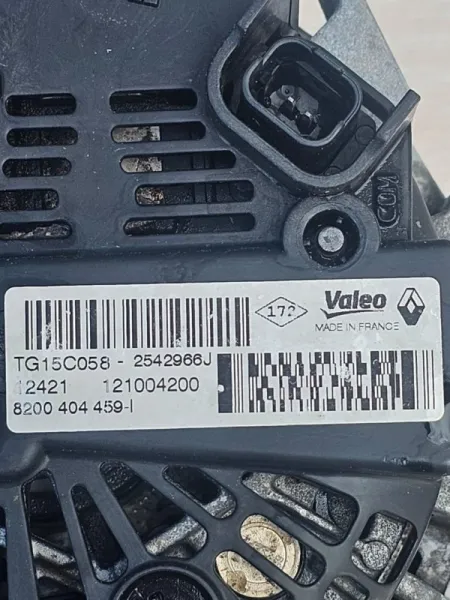 COM
172
Valeo
MADE IN FRANCE
TG15C058 - 2542966J
12421 121004200
8200 404 459-I